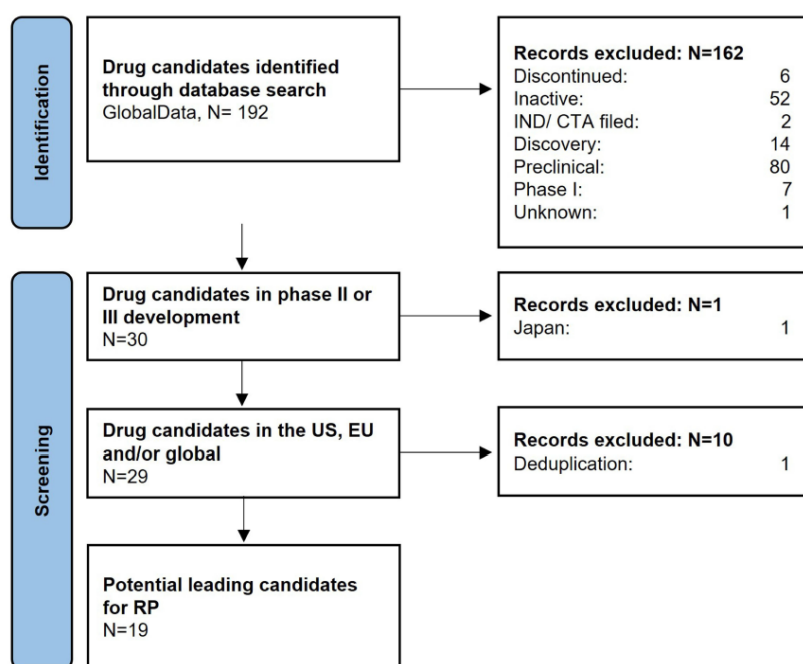 Identification
Drug candidates identified
through database search
GlobalData, N= 192
Records excluded: N=162
Discontinued: 6
Inactive: 52
IND/ CTA filed: 2
Discovery: 14
Preclinical: 80
Phase I: 7
Unknown: 1
Screening
Drug candidates in phase II or
III development
N=30
Records excluded: N=1
Japan: 1
Drug candidates in the US, EU
and/or global
N=29
Records excluded: N=10
Deduplication: 1
Potential leading candidates
for RP
N=19